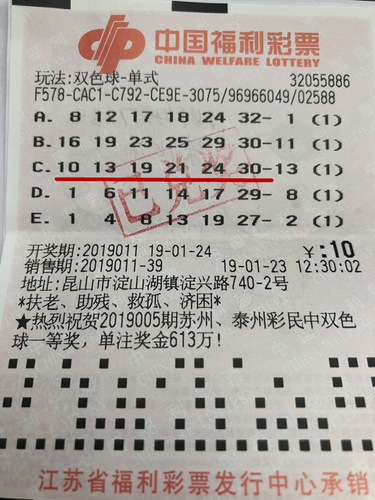 中国福利彩票
CHINA WELFARE LOTTERY
玩法:双色球-单式 32055886
F578-CAC1-C792-CE9E-3075/96966049/02588
A. 8 12 17 18 24 32- 1 (1)
B. 16 19 23 25 29 30-11 (1)
C. 10 13 19 21 24 30-13 (1)
D. 1 6 11 14 17 29- 8 (1)
E. 1 4 8 13 19 27- 2 (1)
已兑奖
开奖期:2019011 19-01-24 ¥:10
销售期:2019011-39 19-01-23 12:30:02
地址:昆山市淀山湖镇淀兴路740-2号
*扶老、助残、救孤、济困*
★热烈祝贺2019005期苏州、泰州彩民中双色
球一等奖，单注奖金613万!
江苏省福利彩票发行中心承销